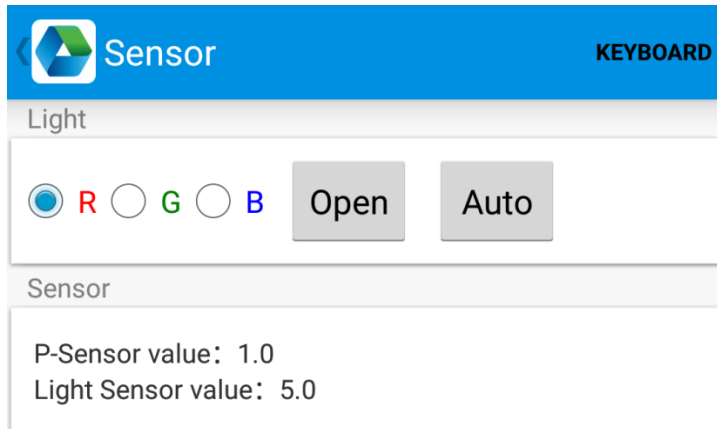 Sensor KEYBOARD
Light
R G B Open Auto
Sensor
P-Sensor value：1.0
Light Sensor value：5.0